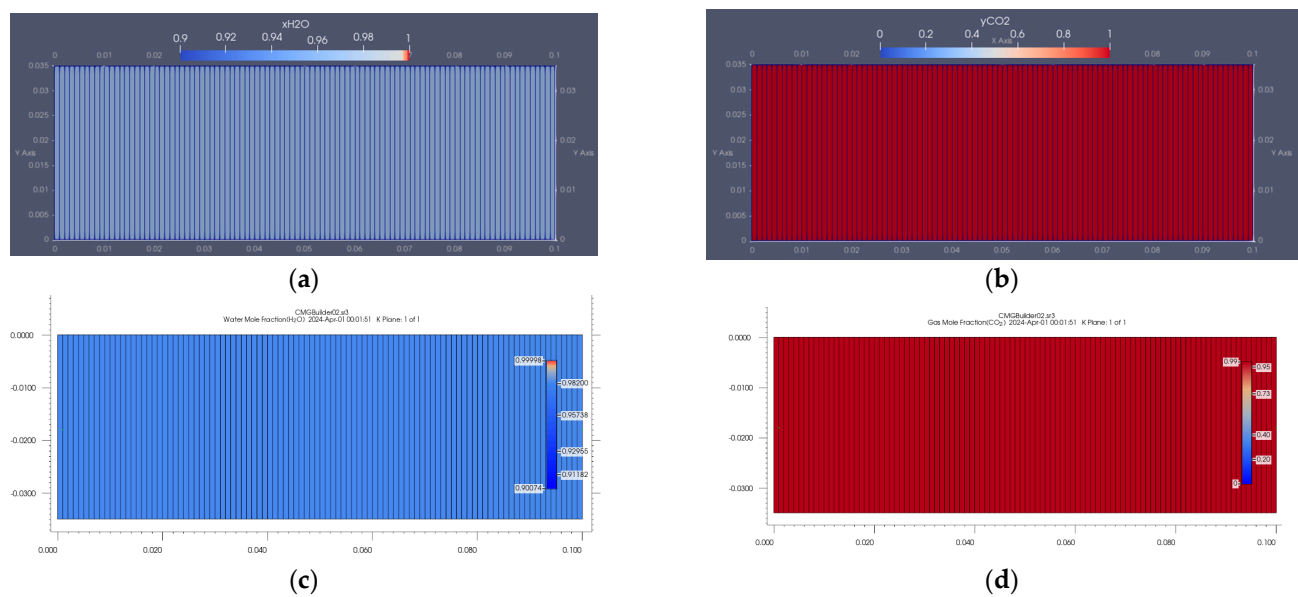 xH2O
0.9 0.92 0.94 0.96 0.98 1
0 0.01 0.02 0.08 0.09 0.1
0.035
0.03 0.03
0.025
0.02 0.02
Y Axis Y Axis
0.015
0.01 0.01
0.005
0 0
0 0.01 0.02 0.03 0.04 0.05 0.06 0.07 0.08 0.09 0.1
(a)
yCO2
X Axis
0 0.2 0.4 0.6 0.8 1
0 0.01 0.02 0.08 0.09 0.1
0.035
0.03 0.03
0.025
0.02 0.02
Y Axis Y Axis
0.015
0.01 0.01
0.005
0 0
0 0.01 0.02 0.03 0.04 0.05 0.06 0.07 0.08 0.09 0.1
(b)
CMGBuilder02.sr3
Water Mole Fraction(H2O) 2024-Apr-01 00:01:51 K Plane: 1 of 1
0.0000
-0.0100
-0.0200
-0.0300
0.99998
0.98200
0.95738
0.92955
0.91182
0.90074
0.000 0.020 0.040 0.060 0.080 0.100
(c)
CMGBuilder02.sr3
Gas Mole Fraction(CO2) 2024-Apr-01 00:01:51 K Plane: 1 of 1
0.0000
-0.0100
-0.0200
-0.0300
0.95
0.73
0.40
0.20
0
0.000 0.020 0.040 0.060 0.080 0.100
(d)